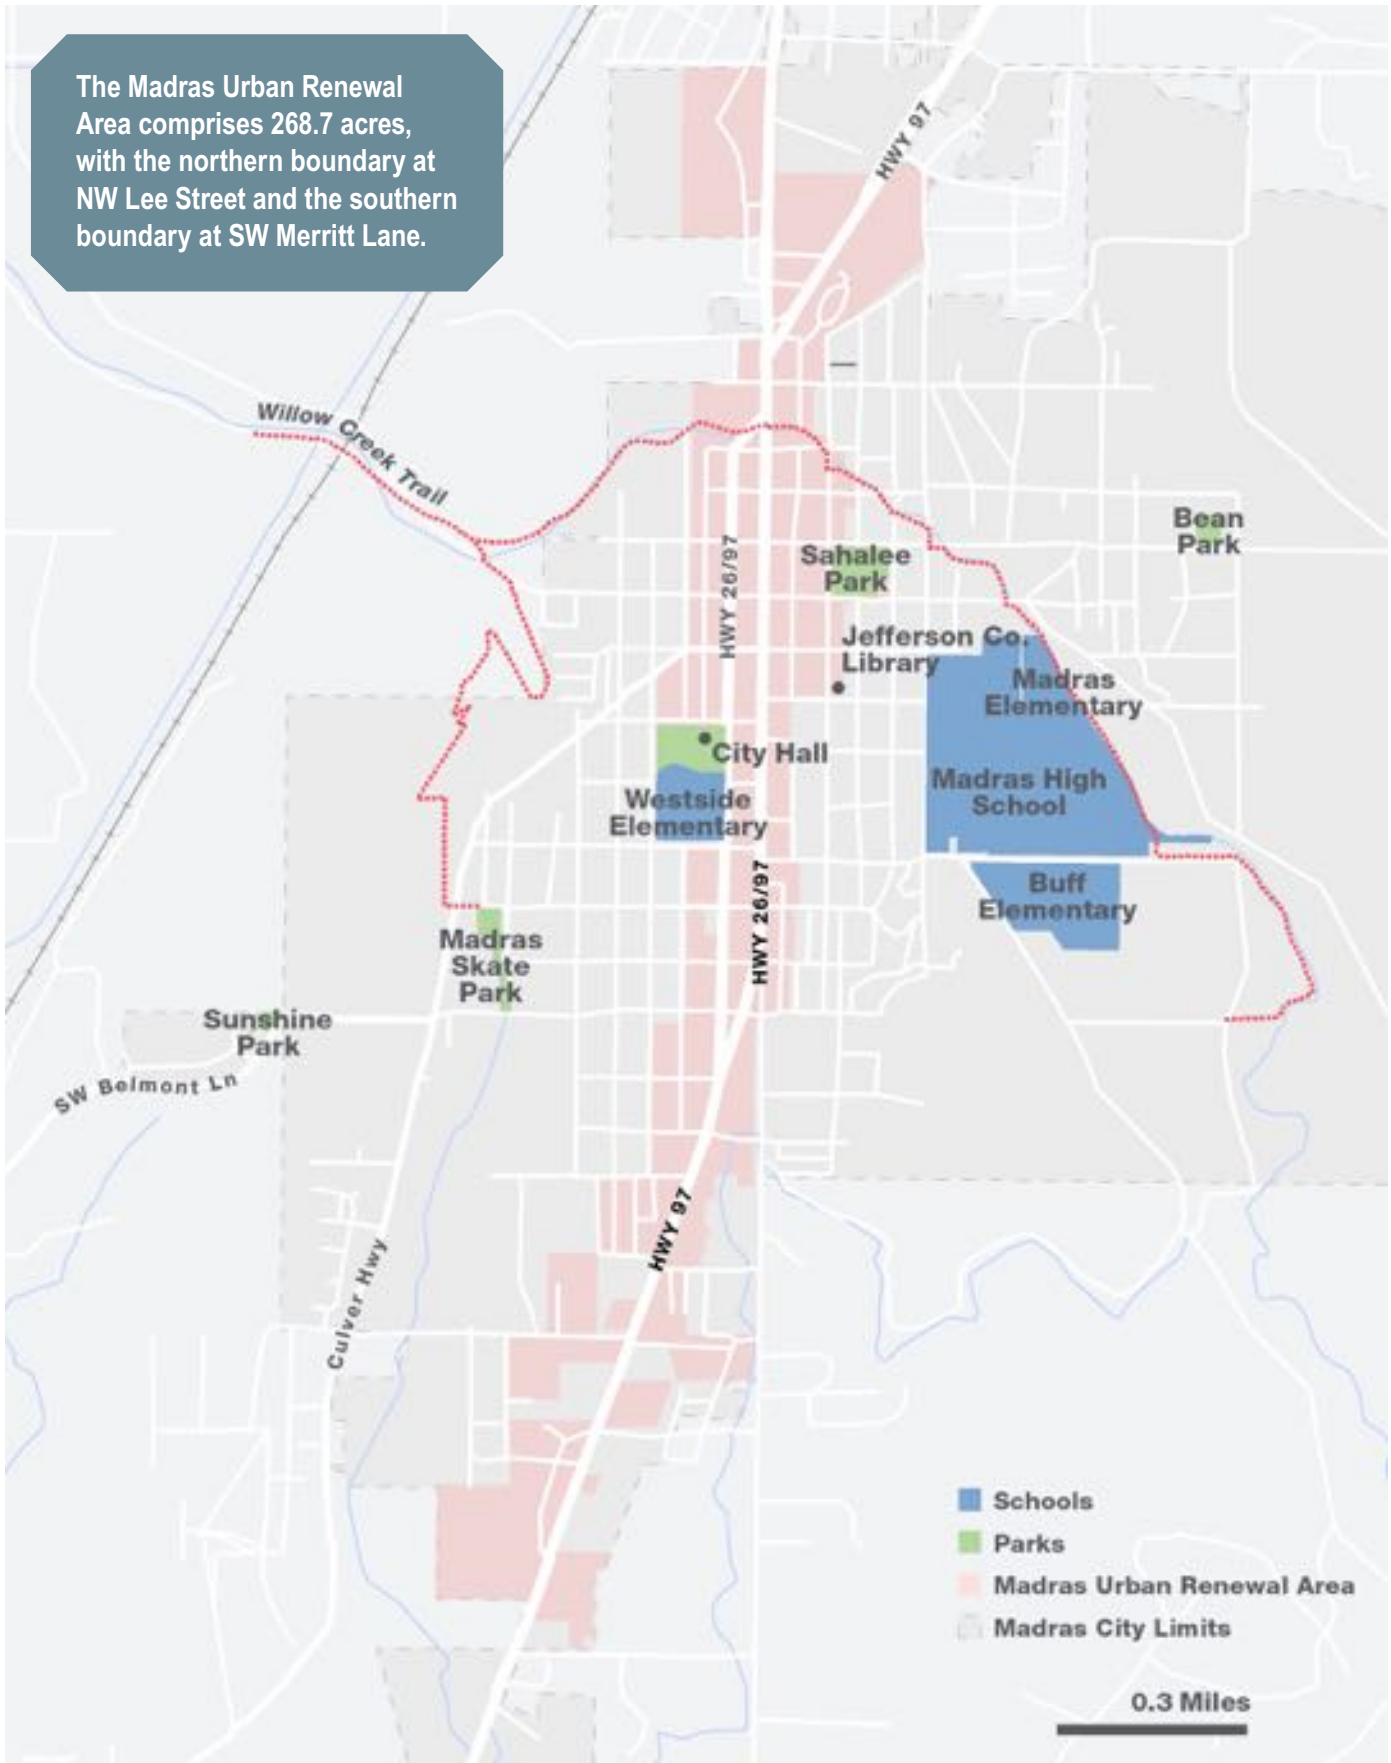 The Madras Urban Renewal
Area comprises 268.7 acres,
with the northern boundary at
NW Lee Street and the southern
boundary at SW Merritt Lane.
HWY 97
Willow Creek Trail
Bean
Park
Sahalee
Park
HWY 26/97
Jefferson Co.
Library
Madras
Elementary
City Hall
Madras High
School
Westside
Elementary
HWY 26/97
Buff
Elementary
Madras
Skate
Park
Sunshine
Park
SW Belmont Ln
HWY 97
Culver Hwy
Schools
Parks
Madras Urban Renewal Area
Madras City Limits
0.3 Miles